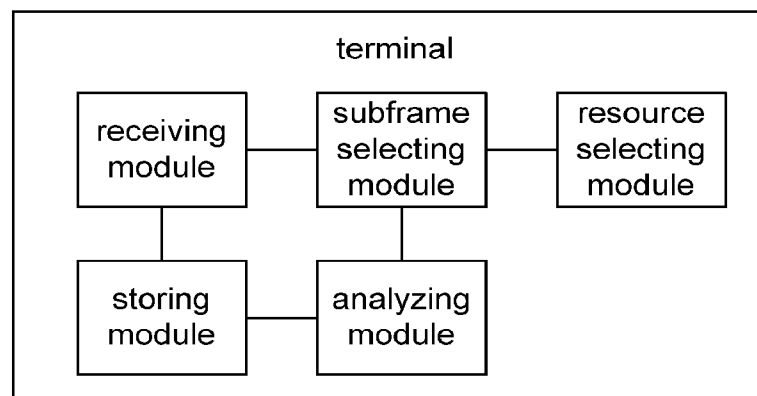 terminal
receiving
module
subframe
selecting
module
resource
selecting
module
storing
module
analyzing
module